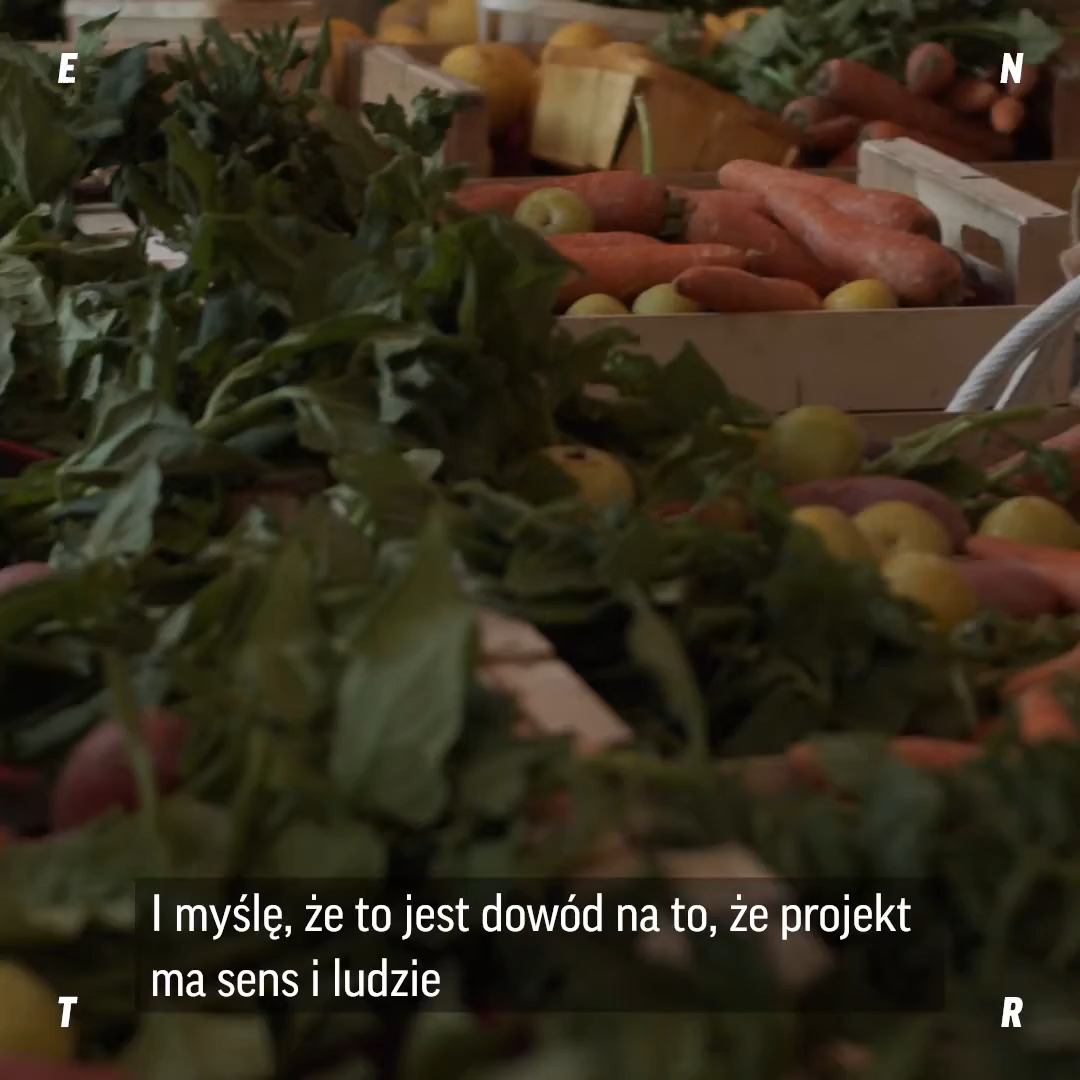 E N
I myślę, że to jest dowód na to, że projekt
ma sens i ludzie
T R